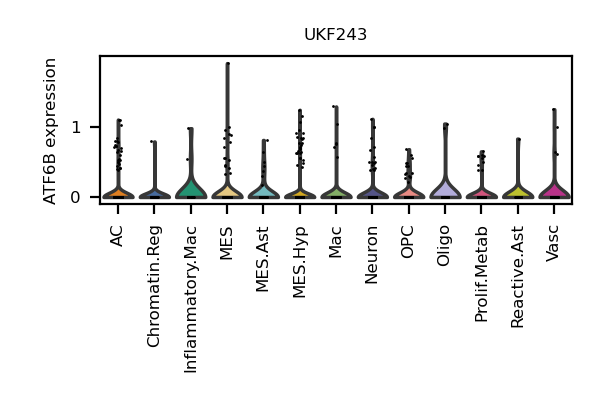 UKF243
ATF6B expression
1
0
AC
Chromatin.Reg
Inflammatory.Mac
MES
MES.Ast
MES.Hyp
Mac
Neuron
OPC
Oligo
Prolif.Metab
Reactive.Ast
Vasc